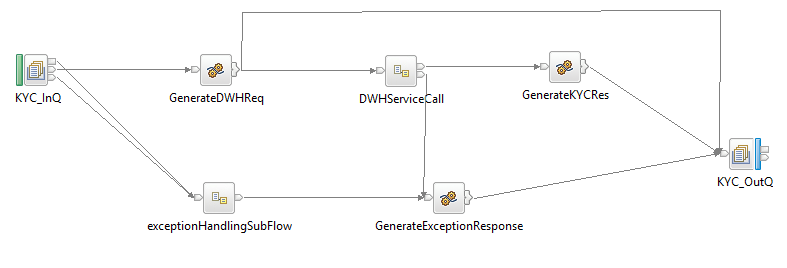 KYC_InQ
GenerateDWHReq
DWHServiceCall
GenerateKYCRes
KYC_OutQ
exceptionHandlingSubFlow
GenerateExceptionResponse